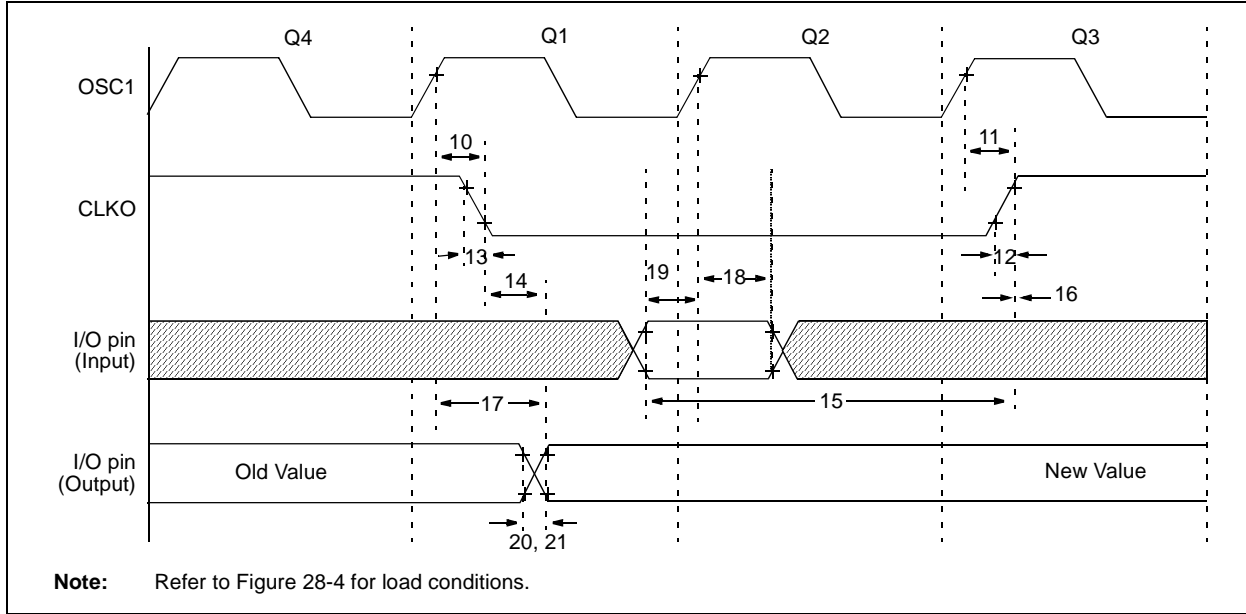 Q4 Q1 Q2 Q3
OSC1
10 11
CLKO
13 14 19 18 12 16
I/O pin
(Input)
17 15
I/O pin
(Output)
Old Value New Value
20, 21
Note: Refer to Figure 28-4 for load conditions.